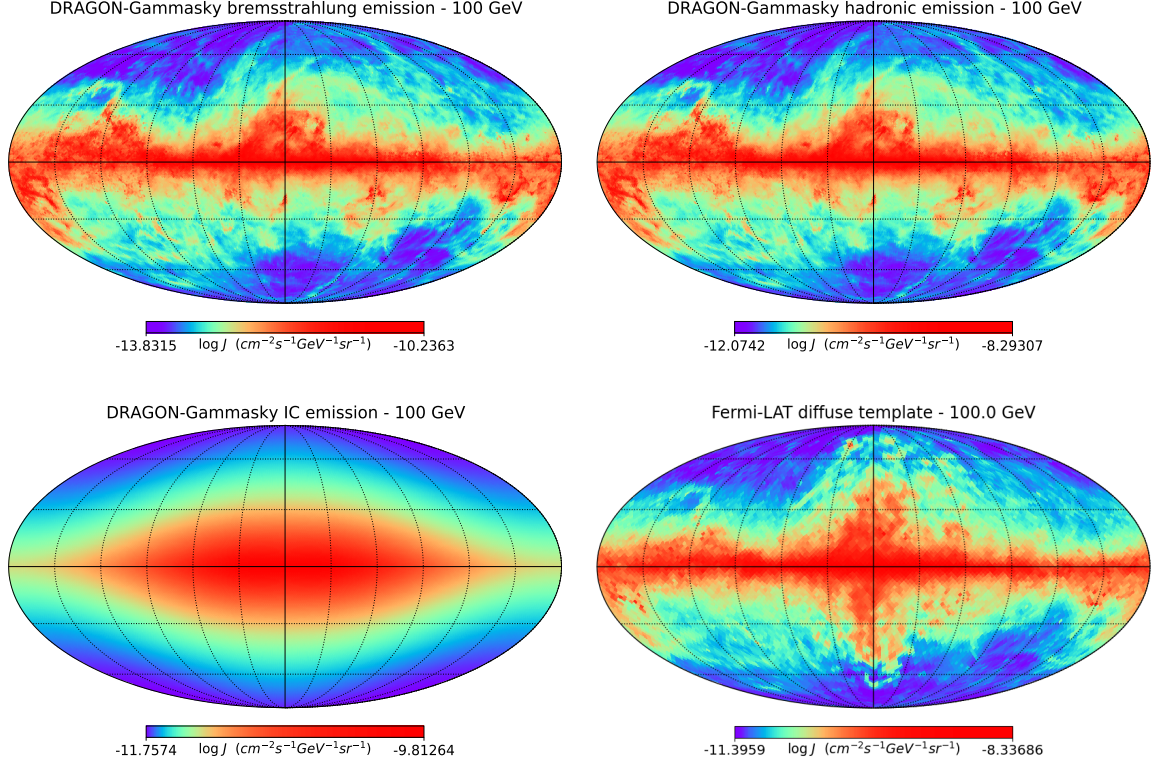 DRAGON-Gammasky bremsstrahlung emission - 100 GeV
-13.8315 log J (cm⁻²s⁻¹GeV⁻¹sr⁻¹) -10.2363
DRAGON-Gammasky hadronic emission - 100 GeV
-12.0742 log J (cm⁻²s⁻¹GeV⁻¹sr⁻¹) -8.29307
DRAGON-Gammasky IC emission - 100 GeV
-11.7574 log J (cm⁻²s⁻¹GeV⁻¹sr⁻¹) -9.81264
Fermi-LAT diffuse template - 100.0 GeV
-11.3959 log J (cm⁻²s⁻¹GeV⁻¹sr⁻¹) -8.33686